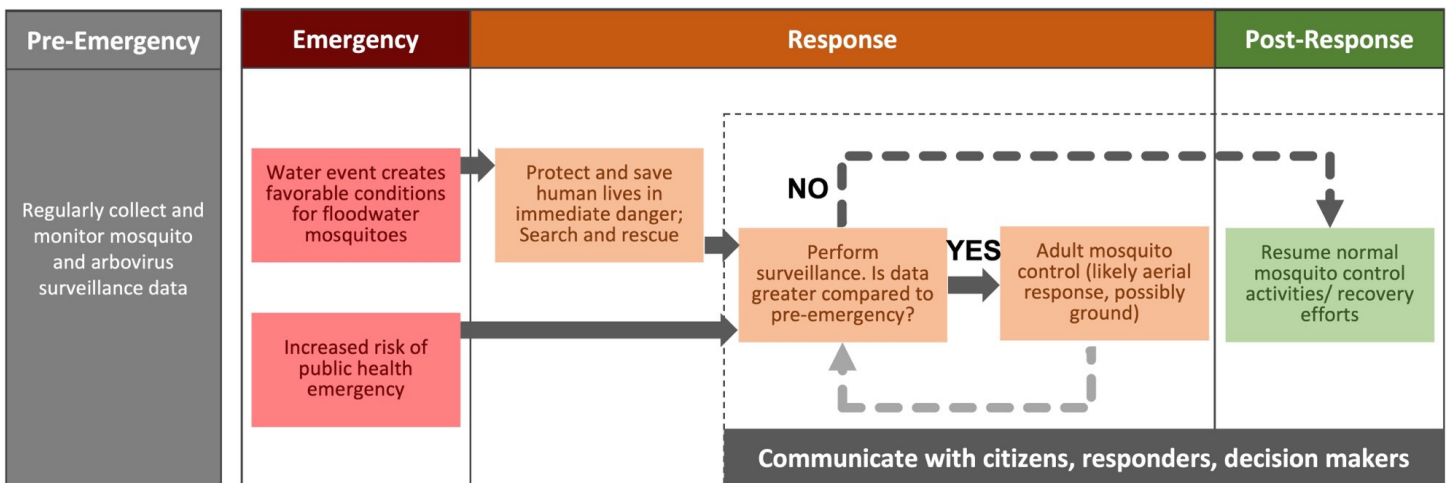 Pre-Emergency
Emergency
Response
Post-Response
Regularly collect and
monitor mosquito
and arbovirus
surveillance data
Water event creates
favorable conditions
for floodwater
mosquitoes
Increased risk of
public health
emergency
Protect and save
human lives in
immediate danger;
Search and rescue
Perform
surveillance. Is data
greater compared to
pre-emergency?
NO
YES
Adult mosquito
control (likely aerial
response, possibly
ground)
Resume normal
mosquito control
activities/ recovery
efforts
Communicate with citizens, responders, decision makers